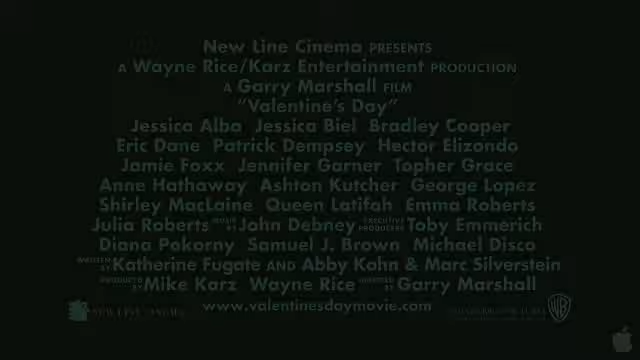 New Line Cinema PRESENTS
A Wayne Rice/Karz Entertainment PRODUCTION
A Garry Marshall FILM
"Valentine's Day"
Jessica Alba Jessica Biel Bradley Cooper
Eric Dane Patrick Dempsey Hector Elizondo
Jamie Foxx Jennifer Garner Topher Grace
Anne Hathaway Ashton Kutcher George Lopez
Shirley MacLaine Queen Latifah Emma Roberts
Julia Roberts MUSIC BY John Debney EXECUTIVE PRODUCERS Toby Emmerich
Diana Pokorny Samuel J. Brown Michael Disco
WRITTEN BY Katherine Fugate AND Abby Kohn & Marc Silverstein
PRODUCED BY Mike Karz Wayne Rice DIRECTED BY Garry Marshall
www.valentinesdaymovie.com
NEW LINE CINEMA WB